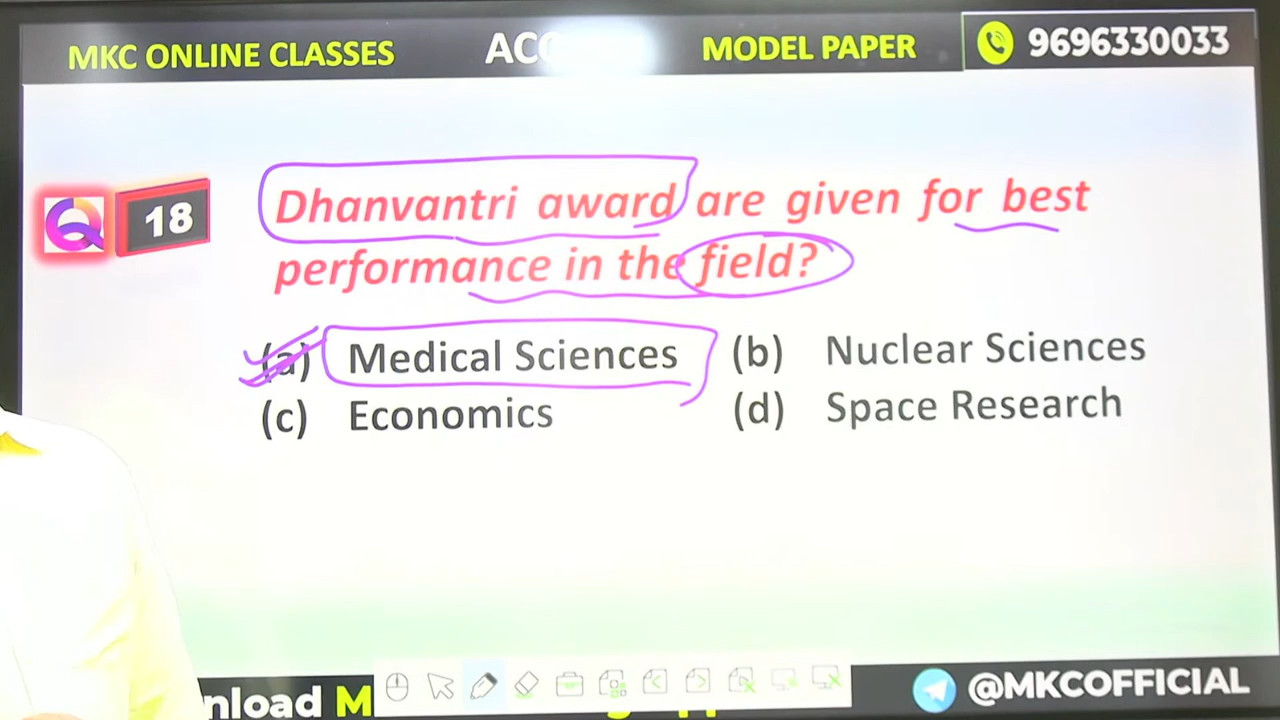 MKC ONLINE CLASSES
MODEL PAPER
9696330033
18
Dhanvantri award are given for best
performance in the field?
(a) Medical Sciences
(b) Nuclear Sciences
(c) Economics
(d) Space Research
@MKCOFFICIAL